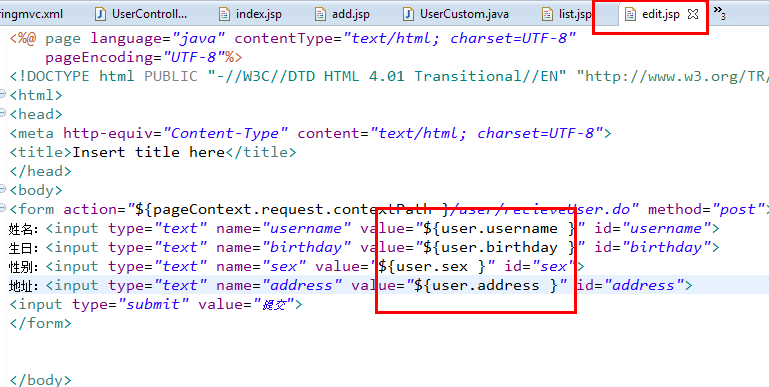 ringmvc.xml UserControll... index.jsp add.jsp UserCustom.java list.jsp edit.jsp »3
<%@ page language="java" contentType="text/html; charset=UTF-8"
pageEncoding="UTF-8"%>
<!DOCTYPE html PUBLIC "-//W3C//DTD HTML 4.01 Transitional//EN" "http://www.w3.org/TR/
<html>
<head>
<meta http-equiv="Content-Type" content="text/html; charset=UTF-8">
<title>Insert title here</title>
</head>
<body>
<form action="${pageContext.request.contextPath }/user/recieveUser.do" method="post">
姓名：<input type="text" name="username" value="${user.username }" id="username">
生日：<input type="text" name="birthday" value="${user.birthday }" id="birthday">
性别：<input type="text" name="sex" value="${user.sex }" id="sex">
地址：<input type="text" name="address" value="${user.address }" id="address">
<input type="submit" value="提交">
</form>
</body>